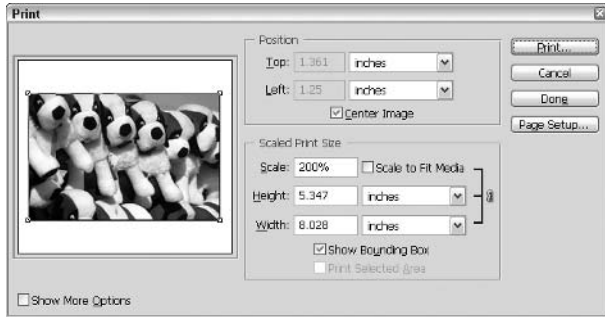 Print
Position
Top: 1.361 inches
Left: 1.25 inches
Center Image
Scaled Print Size
Scale: 200% Scale to Fit Media
Height: 5.347 inches
Width: 8.028 inches
Show Bounding Box
Print Selected Area
Show More Options
Print...
Cancel
Done
Page Setup...